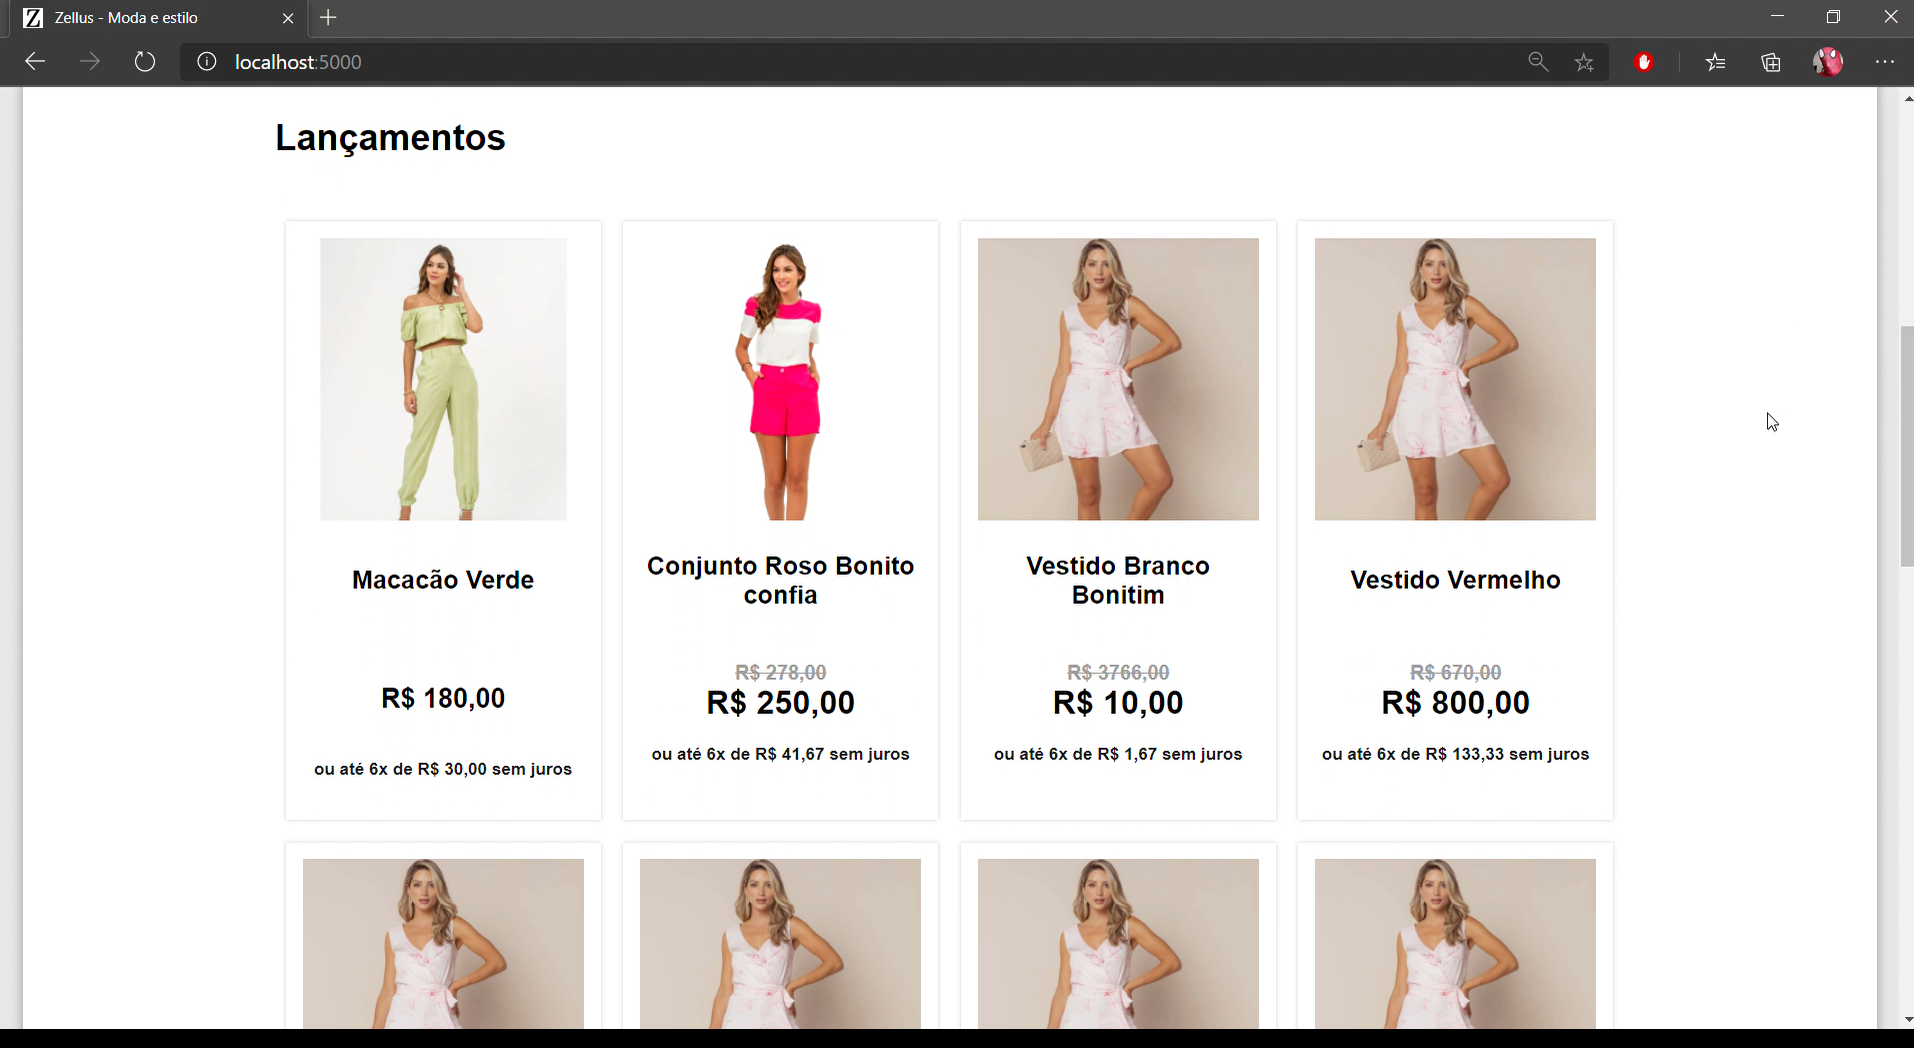 Zellus - Moda e estilo
localhost:5000
Lançamentos
Macacão Verde
R$ 180,00
ou até 6x de R$ 30,00 sem juros
Conjunto Roso Bonito
confia
R$ 278,00
R$ 250,00
ou até 6x de R$ 41,67 sem juros
Vestido Branco
Bonitim
R$ 3766,00
R$ 10,00
ou até 6x de R$ 1,67 sem juros
Vestido Vermelho
R$ 670,00
R$ 800,00
ou até 6x de R$ 133,33 sem juros